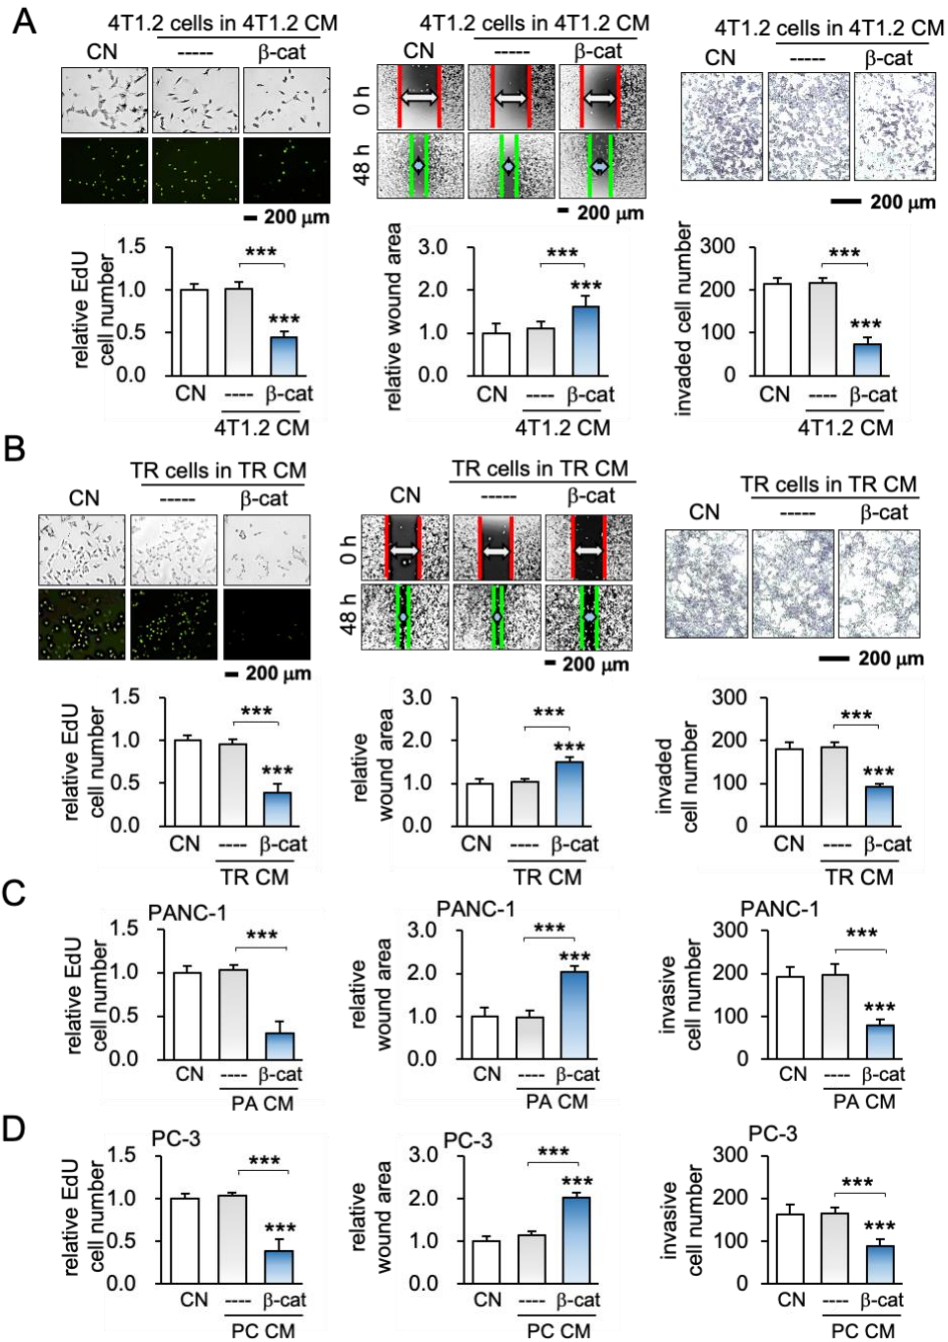 A
4T1.2 cells in 4T1.2 CM
CN ----- β-cat
200 μm
relative EdU
cell number
1.5
1.0
0.5
0.0
***
***
CN ---- β-cat
4T1.2 CM
4T1.2 cells in 4T1.2 CM
CN ----- β-cat
0 h
48 h
200 μm
relative wound area
3.0
2.0
1.0
0.0
***
***
CN ---- β-cat
4T1.2 CM
4T1.2 cells in 4T1.2 CM
CN ----- β-cat
200 μm
invaded cell number
300
200
100
0
***
***
CN ---- β-cat
4T1.2 CM
B
TR cells in TR CM
CN ----- β-cat
200 μm
relative EdU
cell number
1.5
1.0
0.5
0.0
***
***
CN ---- β-cat
TR CM
TR cells in TR CM
CN ----- β-cat
0 h
48 h
200 μm
relative
wound area
3.0
2.0
1.0
0.0
***
***
CN ---- β-cat
TR CM
TR cells in TR CM
CN ----- β-cat
200 μm
invaded
cell number
300
200
100
0
***
***
CN ---- β-cat
TR CM
C
PANC-1
relative EdU
cell number
1.5
1.0
0.5
0.0
***
CN ---- β-cat
PA CM
PANC-1
relative
wound area
3.0
2.0
1.0
0.0
***
***
CN ---- β-cat
PA CM
PANC-1
invasive
cell number
300
200
100
0
***
***
CN ---- β-cat
PA CM
D
PC-3
relative EdU
cell number
1.5
1.0
0.5
0.0
***
***
CN ---- β-cat
PC CM
PC-3
relative
wound area
3.0
2.0
1.0
0.0
***
***
CN ---- β-cat
PC CM
PC-3
invasive
cell number
300
200
100
0
***
***
CN ---- β-cat
PC CM